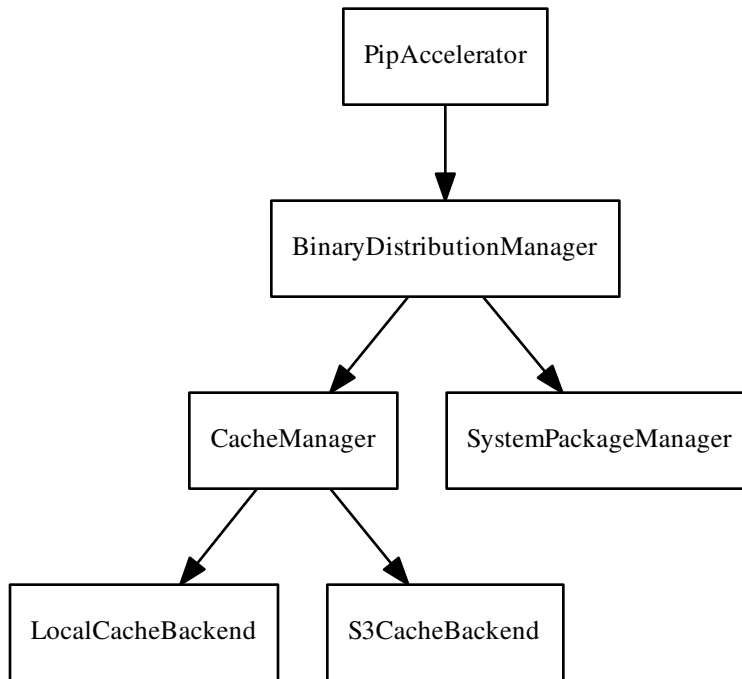 PipAccelerator
BinaryDistributionManager
CacheManager
SystemPackageManager
LocalCacheBackend
S3CacheBackend